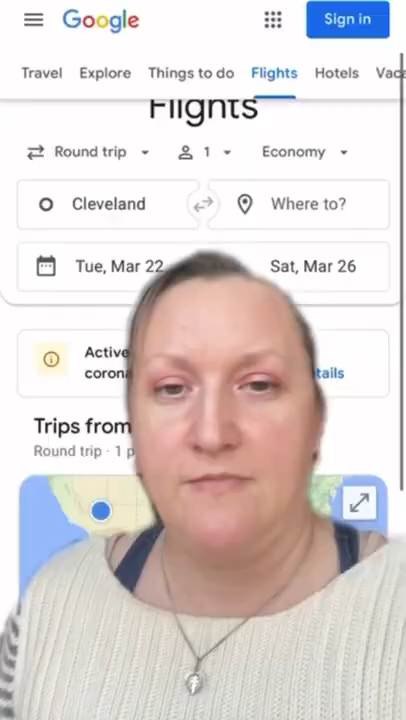 Google
Sign in
Travel Explore Things to do Flights Hotels Vaca
Flights
Round trip 1 Economy
Cleveland Where to?
Tue, Mar 22 Sat, Mar 26
Active
corona tails
Trips from
Round trip · 1 p